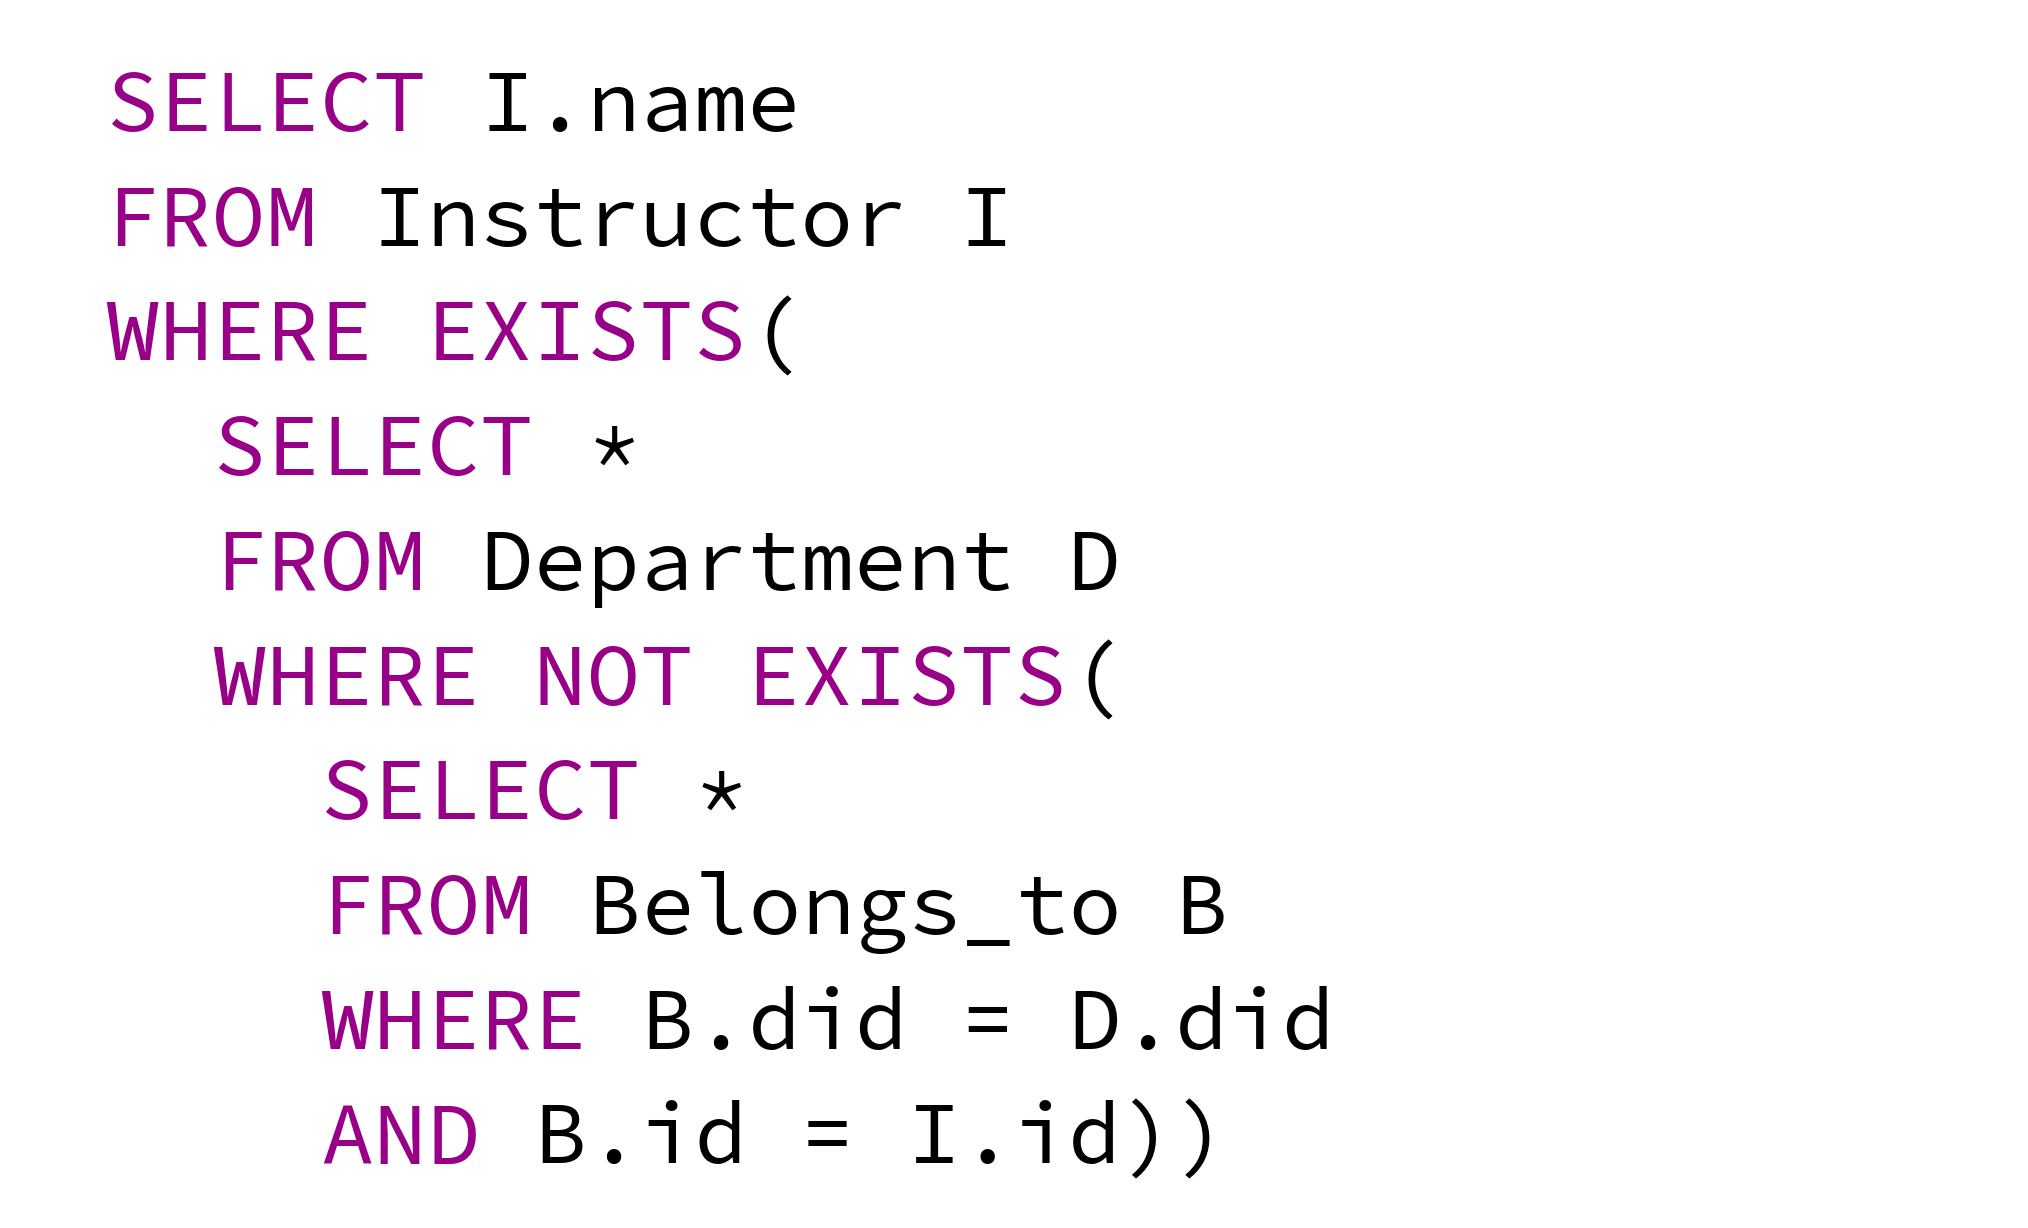 SELECT I.name
FROM Instructor I
WHERE EXISTS(
SELECT *
FROM Department D
WHERE NOT EXISTS(
SELECT *
FROM Belongs_to B
WHERE B.did = D.did
AND B.id = I.id))